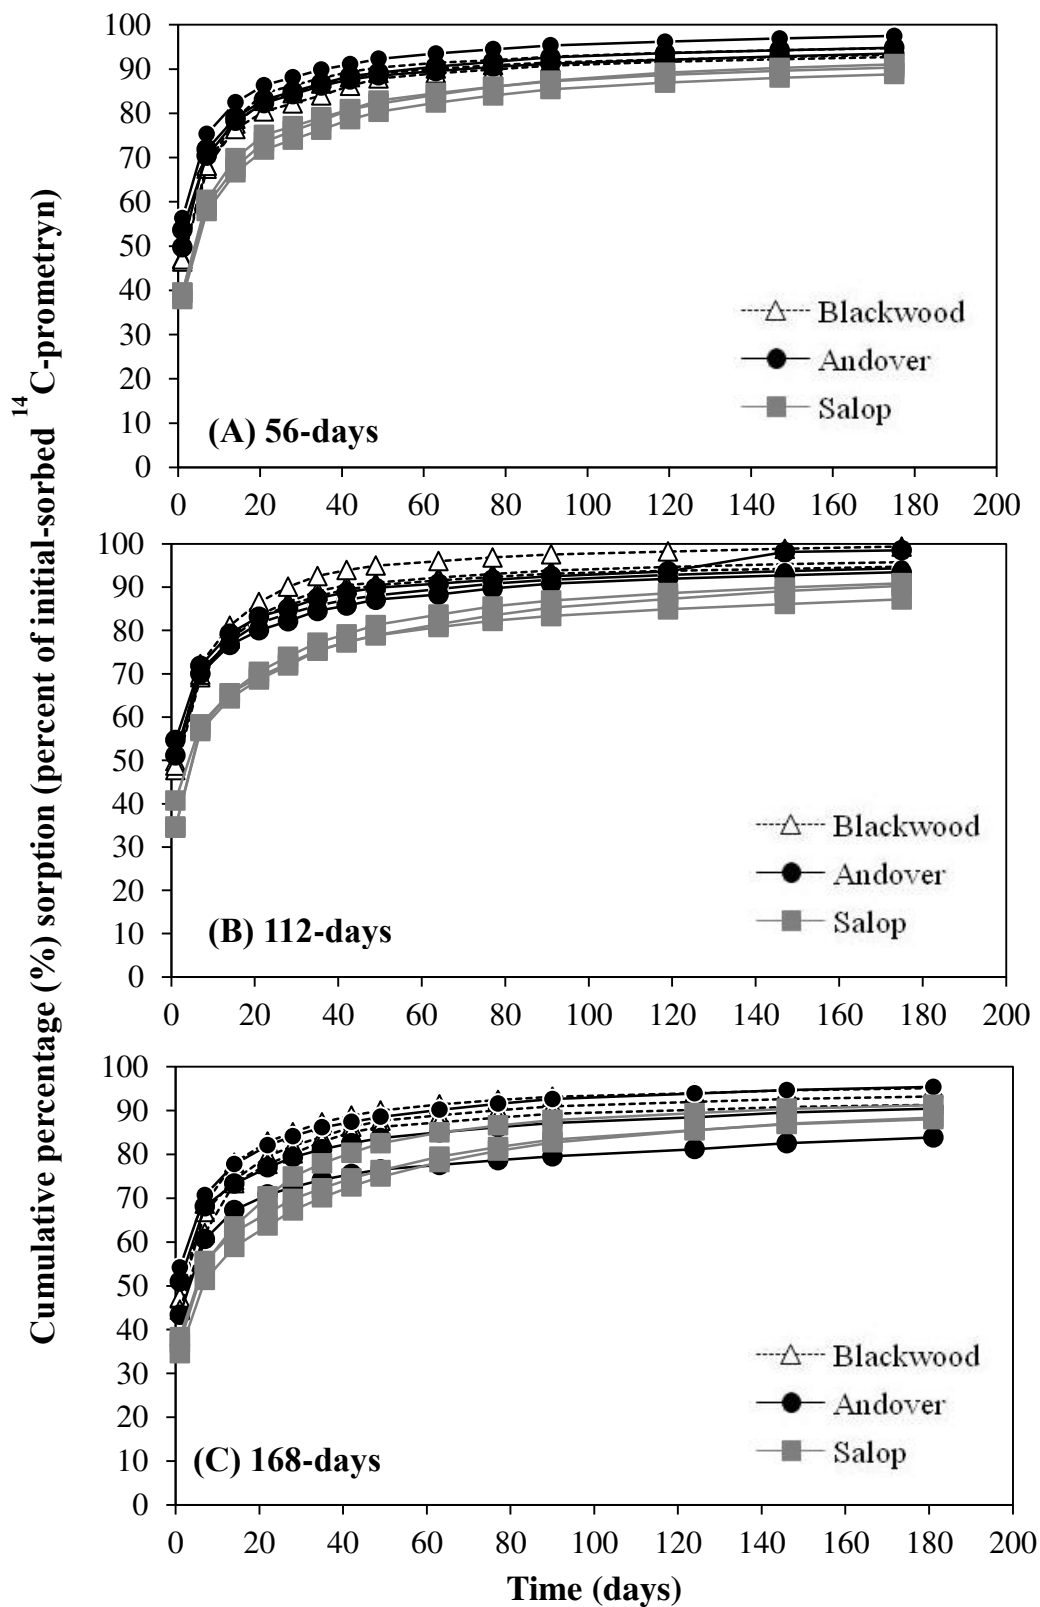 Cumulative percentage (%) sorption (percent of initial-sorbed ¹⁴C-prometryn)
100
90
80
70
60
50
40
30
20
10
0
Blackwood
Andover
Salop
(A) 56-days
0 20 40 60 80 100 120 140 160 180 200
100
90
80
70
60
50
40
30
20
10
0
Blackwood
Andover
Salop
(B) 112-days
0 20 40 60 80 100 120 140 160 180 200
100
90
80
70
60
50
40
30
20
10
0
Blackwood
Andover
Salop
(C) 168-days
0 20 40 60 80 100 120 140 160 180 200
Time (days)